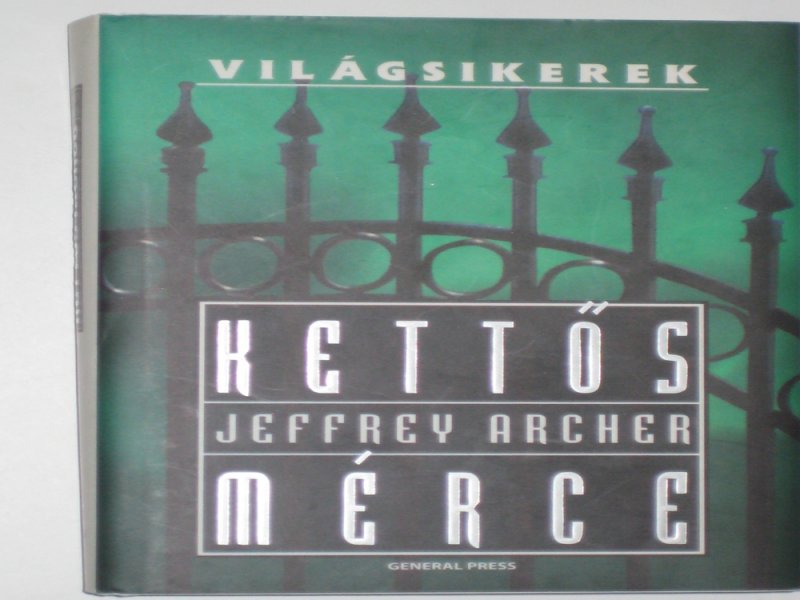 VILÁGSIKEREK
KETTŐS
JEFFREY ARCHER
MÉRCE
GENERAL PRESS